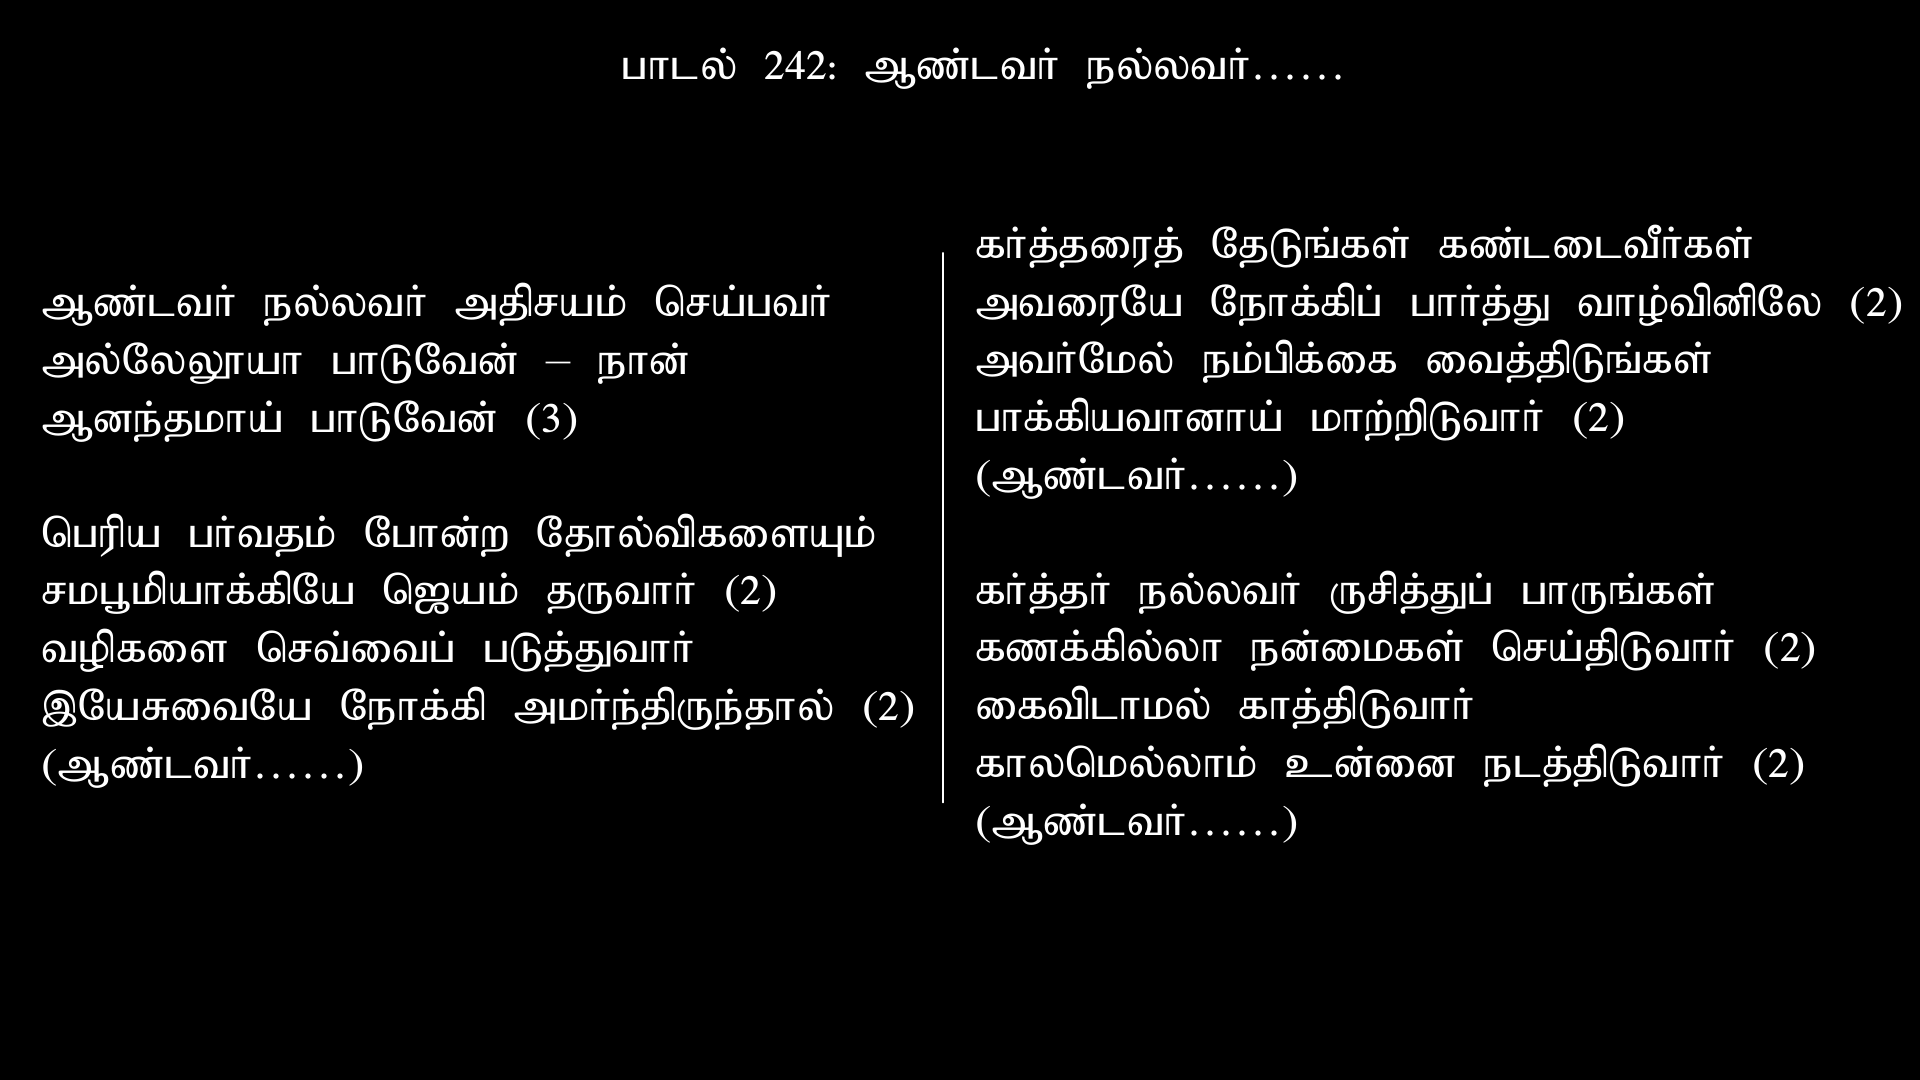 பாடல் 242: ஆண்டவர் நல்லவர்......
ஆண்டவர் நல்லவர் அதிசயம் செய்பவர்
அல்லேலூயா பாடுவேன் – நான்
ஆனந்தமாய் பாடுவேன் (3)
பெரிய பர்வதம் போன்ற தோல்விகளையும்
சமபூமியாக்கியே ஜெயம் தருவார் (2)
வழிகளை செவ்வைப் படுத்துவார்
இயேசுவையே நோக்கி அமர்ந்திருந்தால் (2)
(ஆண்டவர்......)
கர்த்தரைத் தேடுங்கள் கண்டடைவீர்கள்
அவரையே நோக்கிப் பார்த்து வாழ்வினிலே (2)
அவர்மேல் நம்பிக்கை வைத்திடுங்கள்
பாக்கியவானாய் மாற்றிடுவார் (2)
(ஆண்டவர்......)
கர்த்தர் நல்லவர் ருசித்துப் பாருங்கள்
கணக்கில்லா நன்மைகள் செய்திடுவார் (2)
கைவிடாமல் காத்திடுவார்
காலமெல்லாம் உன்னை நடத்திடுவார் (2)
(ஆண்டவர்......)